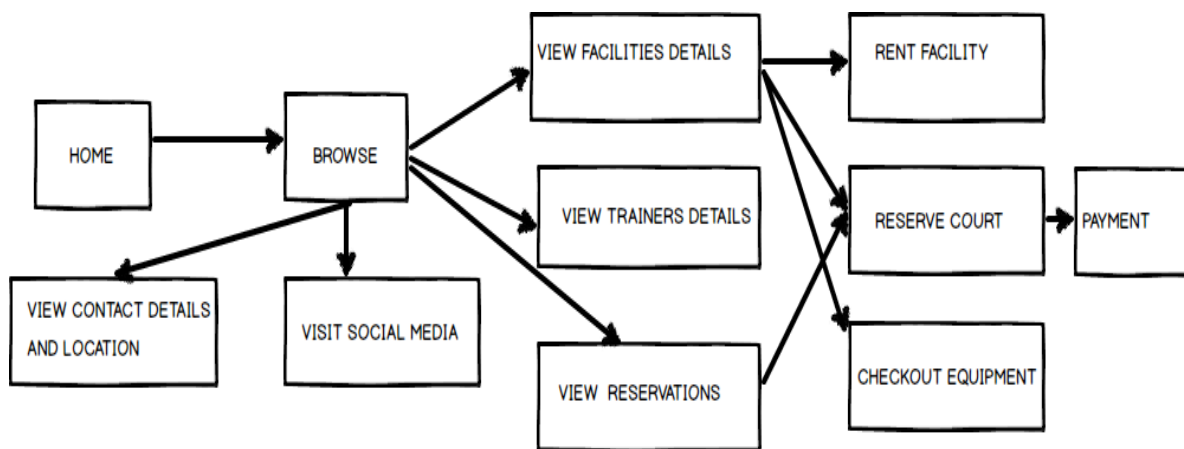 VIEW FACILITIES DETAILS
RENT FACILITY
HOME
BROWSE
VIEW TRAINERS DETAILS
RESERVE COURT
PAYMENT
VIEW CONTACT DETAILS
AND LOCATION
VISIT SOCIAL MEDIA
VIEW RESERVATIONS
CHECKOUT EQUIPMENT